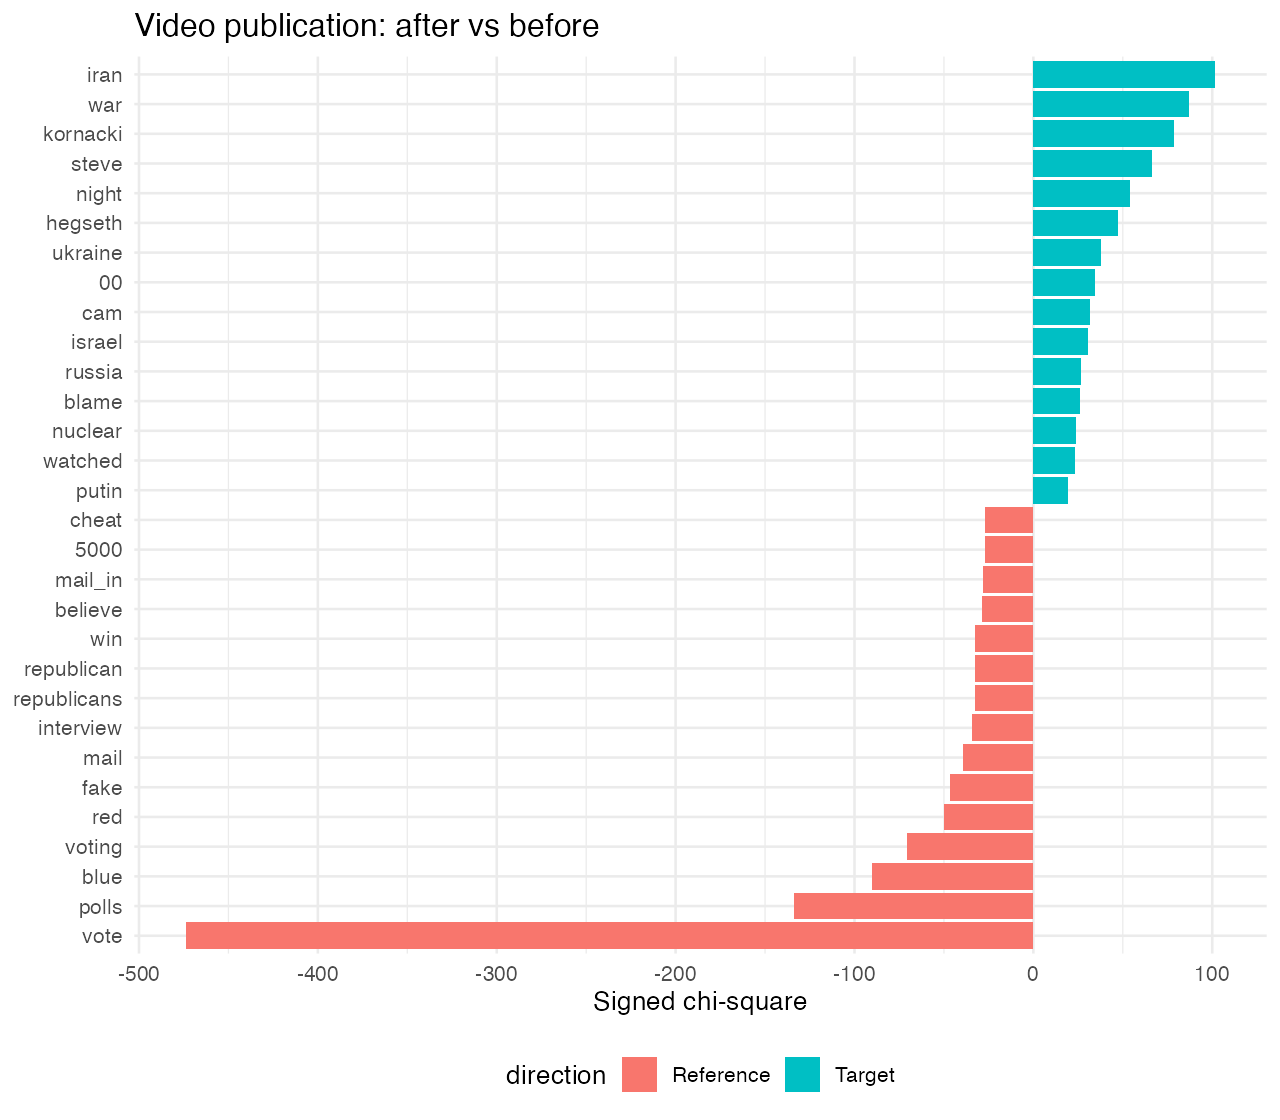 Video publication: after vs before
iran
war
kornacki
steve
night
hegseth
ukraine
00
cam
israel
russia
blame
nuclear
watched
putin
cheat
5000
mail_in
believe
win
republican
republicans
interview
mail
fake
red
voting
blue
polls
vote
-500 -400 -300 -200 -100 0 100
Signed chi-square
direction Reference Target